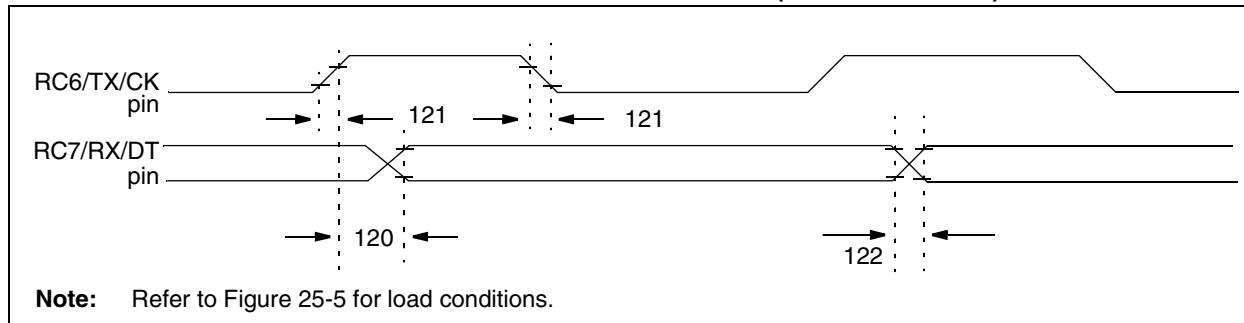 RC6/TX/CK
pin
121
121
RC7/RX/DT
pin
120
122
Note: Refer to Figure 25-5 for load conditions.